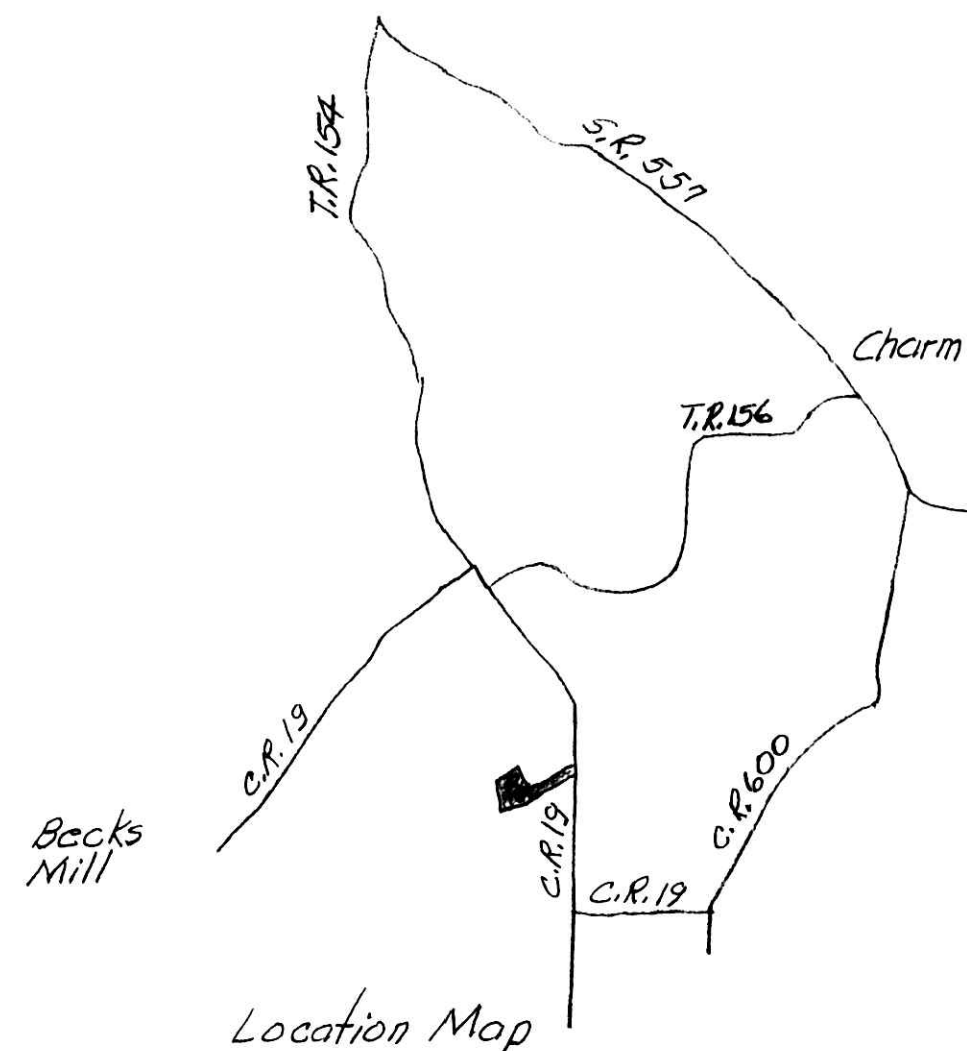 T.R. 154
S.R. 557
Charm
T.R. 156
C.R. 19
C.R. 600
Becks
Mill
C.R. 19
C.R. 19
Location Map